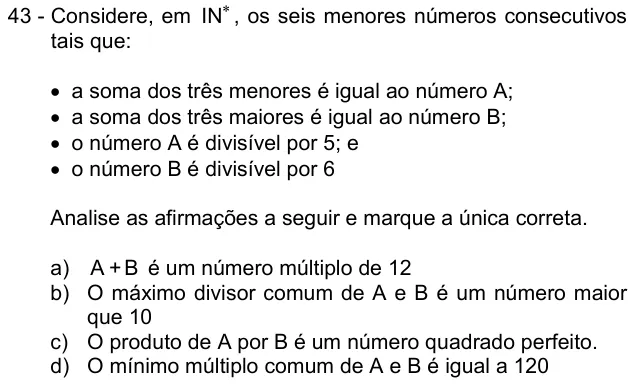 43 - Considere, em IN*, os seis menores números consecutivos
tais que:
• a soma dos três menores é igual ao número A;
• a soma dos três maiores é igual ao número B;
• o número A é divisível por 5; e
• o número B é divisível por 6
Analise as afirmações a seguir e marque a única correta.
a) A + B é um número múltiplo de 12
b) O máximo divisor comum de A e B é um número maior
que 10
c) O produto de A por B é um número quadrado perfeito.
d) O mínimo múltiplo comum de A e B é igual a 120